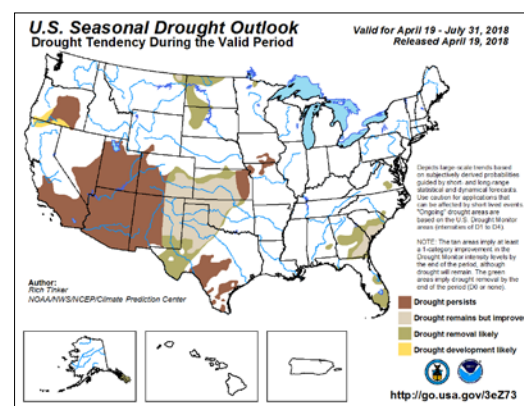 U.S. Seasonal Drought Outlook
Drought Tendency During the Valid Period
Valid for April 19 - July 31, 2018
Released April 19, 2018
Depicts large-scale trends based
on subjectively derived probabilities
guided by short- and long-range
statistical and dynamical forecasts.
Use caution for applications that
can be affected by short lived events.
"Ongoing" drought areas are
based on the U.S. Drought Monitor
areas (intensities of D1 to D4).
NOTE: The tan areas imply at least
a 1-category improvement in
the Drought Monitor intensity levels by
the end of the period, although
drought will remain. The green
areas imply drought removal by the
end of the period (D0 or none).
Author:
Rich Tinker
NOAA/NWS/NCEP/Climate Prediction Center
Drought persists
Drought remains but improve
Drought removal likely
Drought development likely
http://go.usa.gov/3eZ73